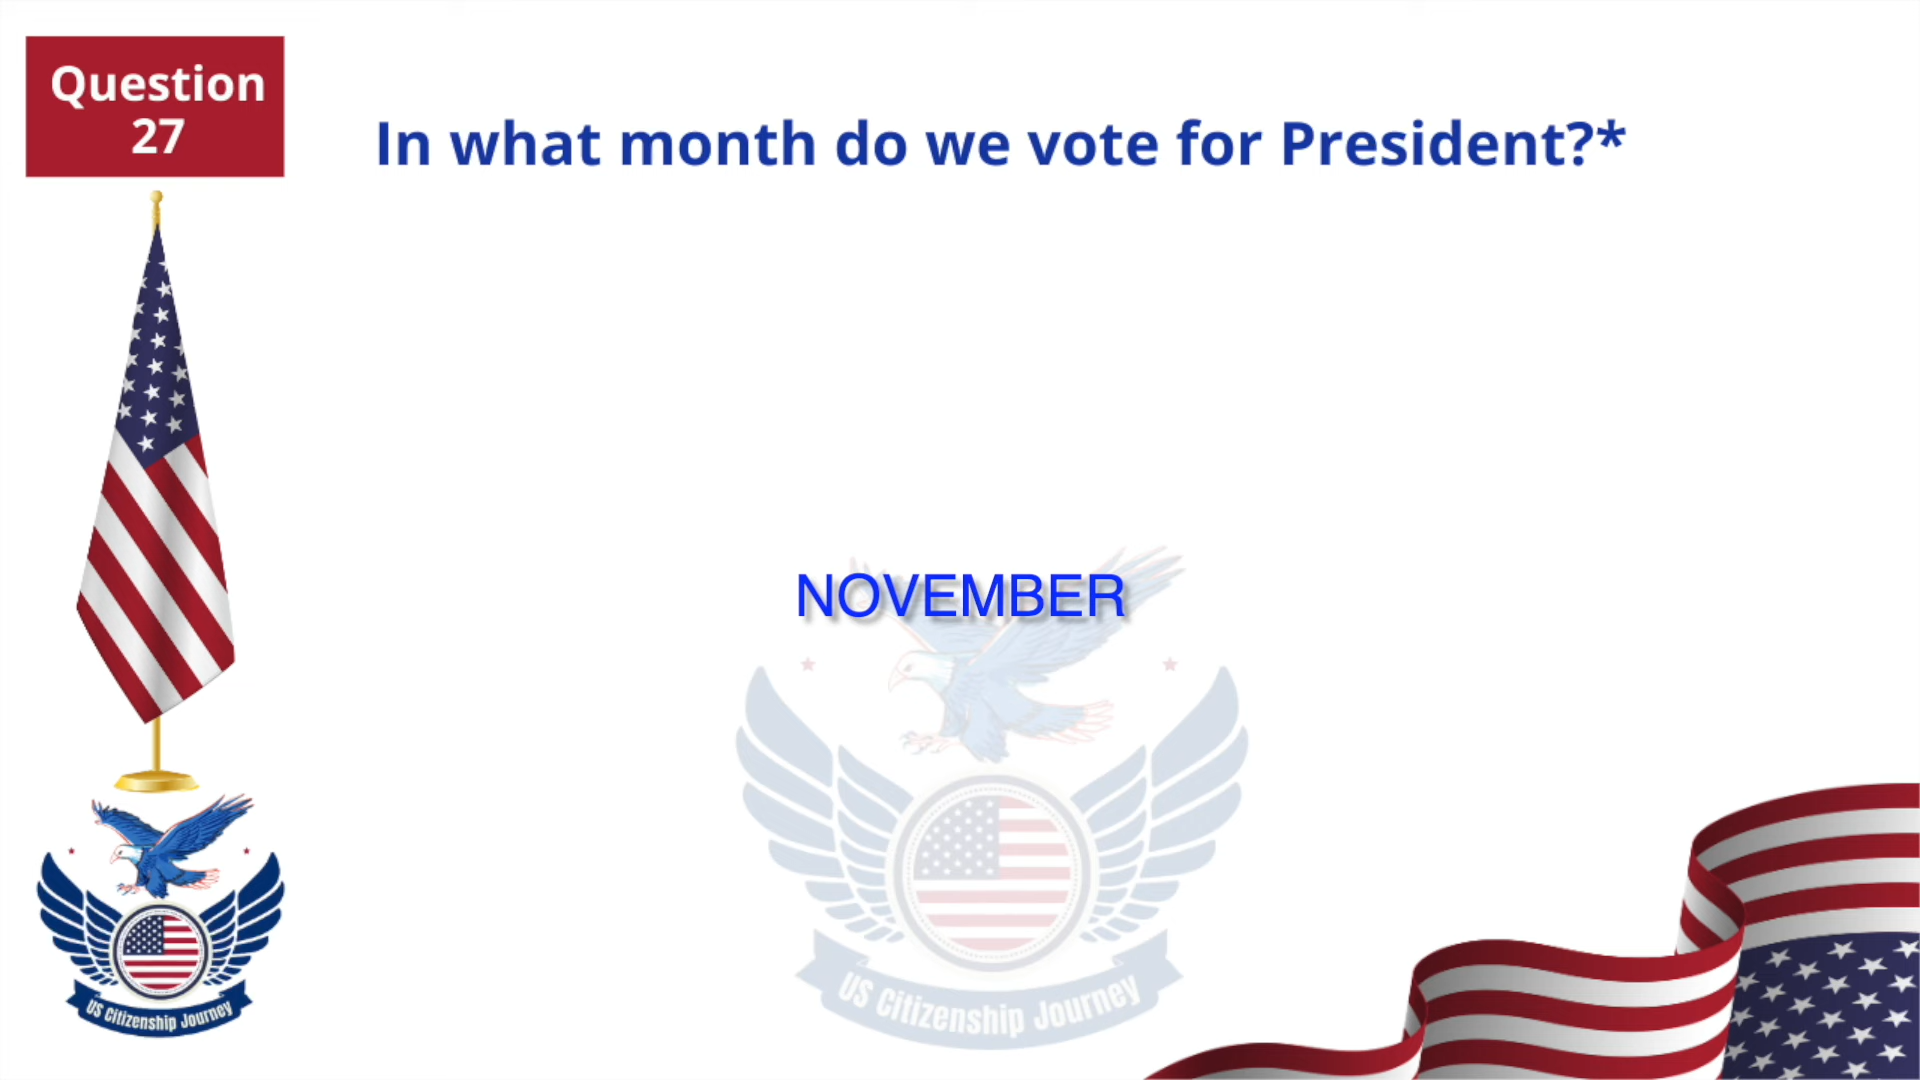 Question
27
In what month do we vote for President?*
NOVEMBER
US Citizenship Journey
US Citizenship Journey